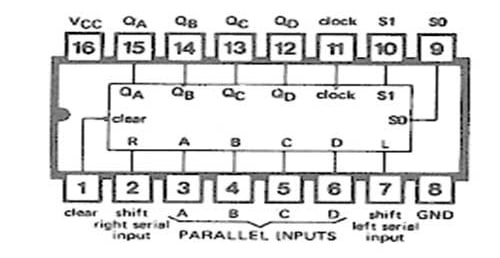 VCC QA QB QC QD clock S1 S0
16 15 14 13 12 11 10 9
QA QB QC QD clock S1
clear S0
R A B C D L
1 2 3 4 5 6 7 8
clear shift A B C D shift GND
right serial left serial
input PARALLEL INPUTS input